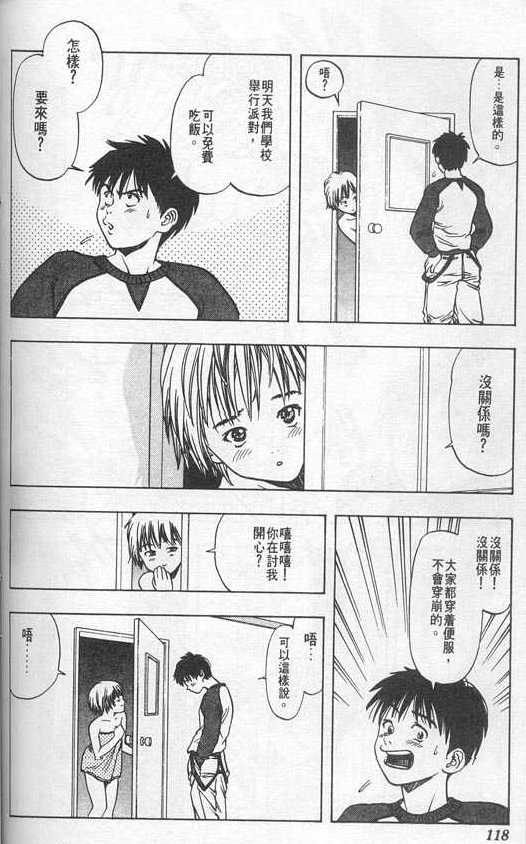 是…是這樣的。
唔?
明天我們學校
舉行派對，
可以免費
吃飯。
怎樣?
要來嗎?
沒關係嗎?
沒關係!
沒關係!
大家都穿着便服，
不會穿崩的。
嘻嘻嘻!
你在討我
開心?
唔…
可以這樣說。
唔……
118